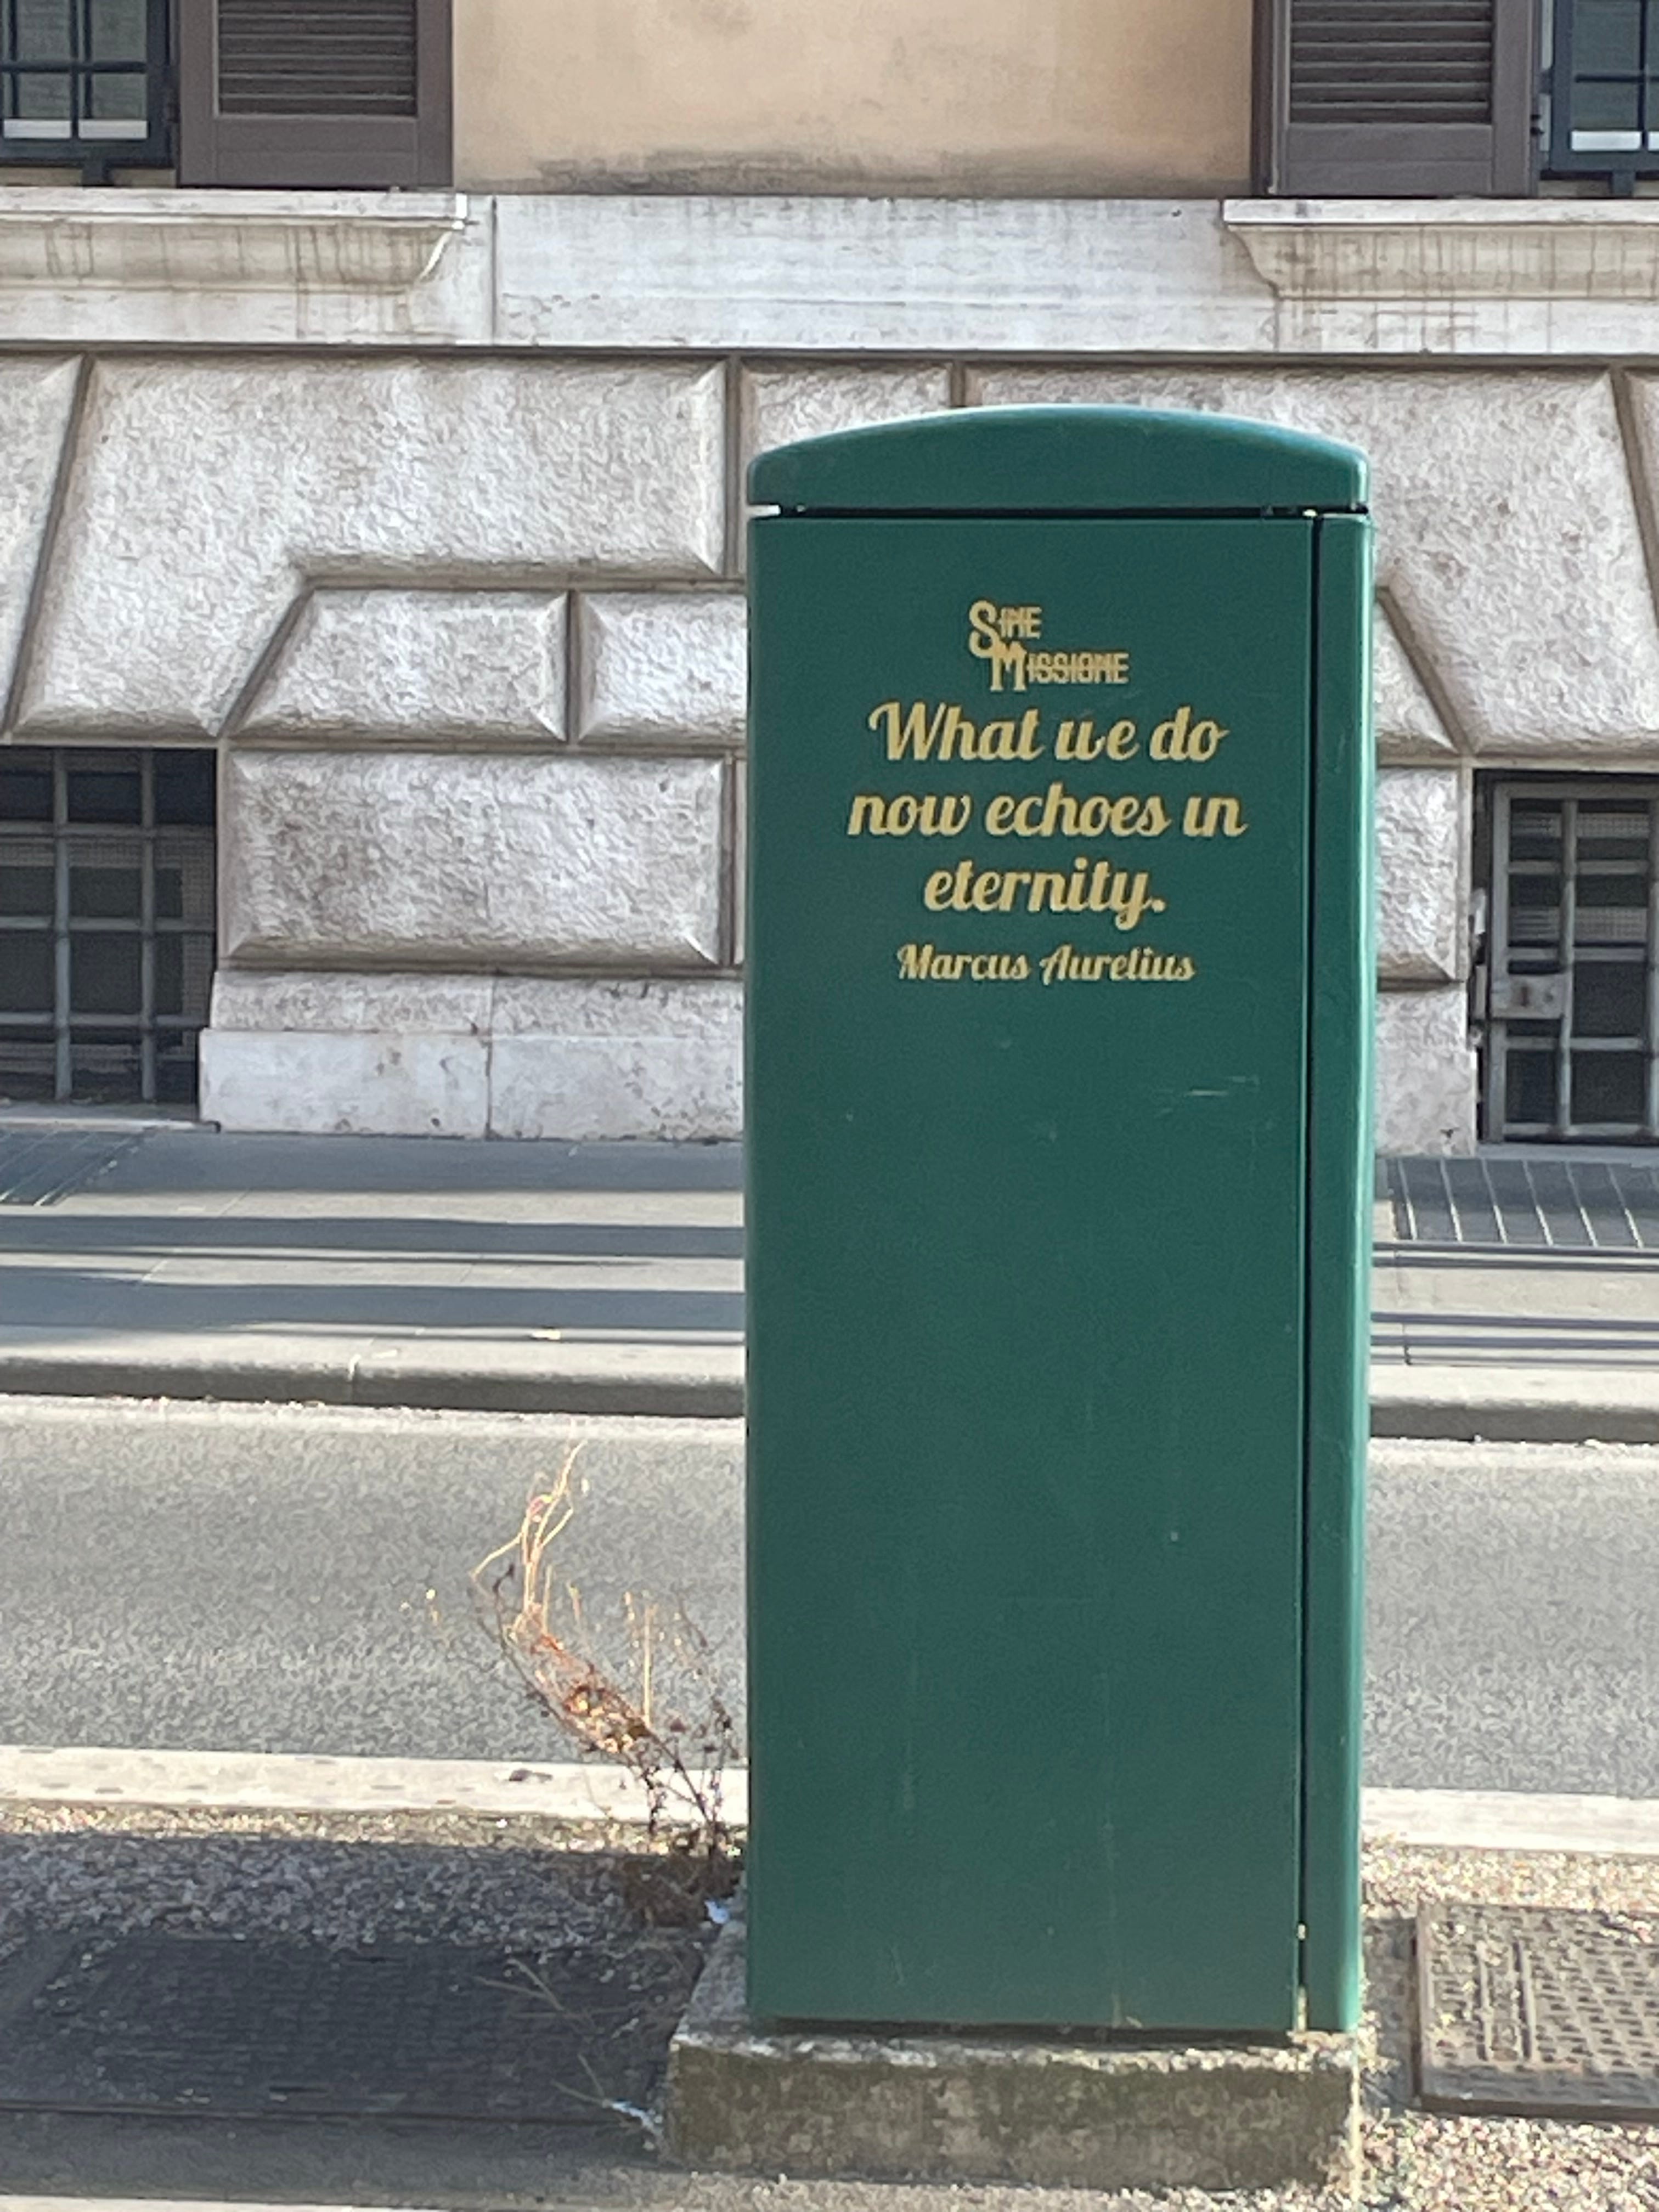 SINE
MISSIONE
What we do
now echoes in
eternity.
Marcus Aurelius